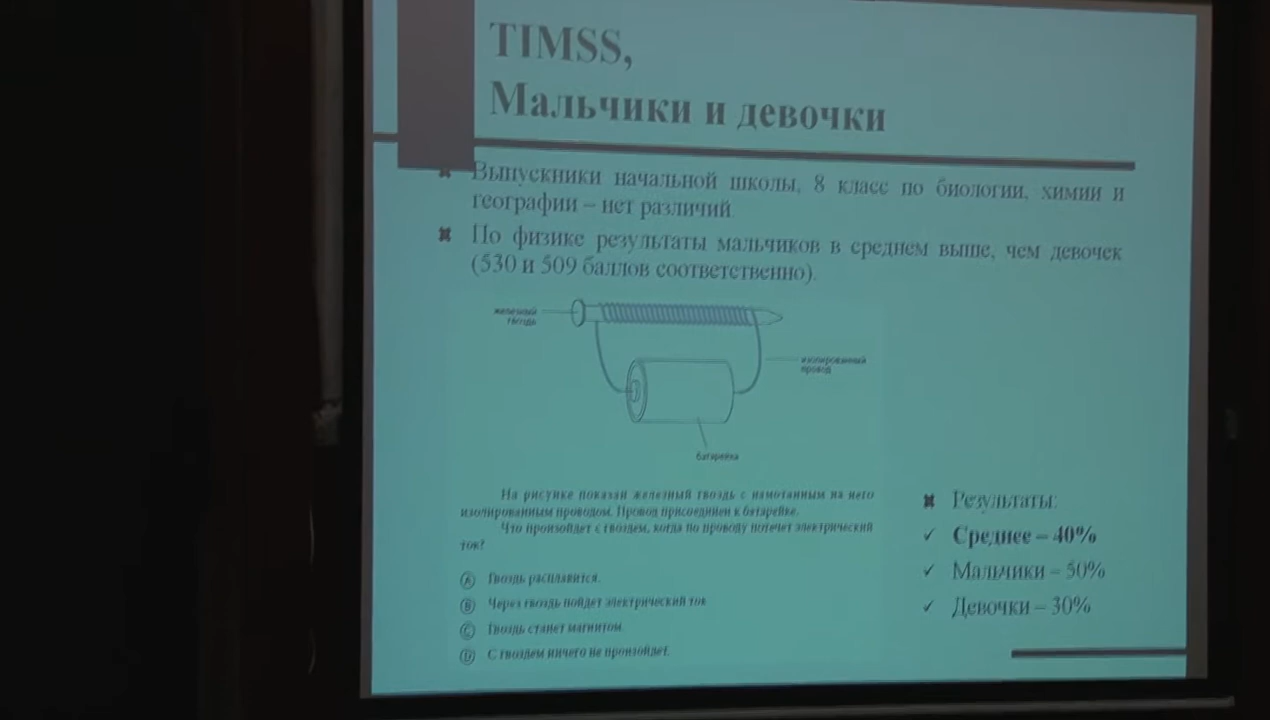 TIMSS,
Мальчики и девочки
Выпускники начальной школы, 8 класс по биологии, химии и
географии – нет различий
По физике результаты мальчиков в среднем выше, чем девочек
(530 и 509 баллов соответственно).
железный
гвоздь
изолированный
провод
батарейка
На рисунке показан железный гвоздь с намотанным на него
изолированным проводом. Провод присоединен к батарейке.
Что произойдет с гвоздем, когда по проводу потечет электрический
ток?
A Гвоздь расплавится.
B Через гвоздь пойдет электрический ток
C Гвоздь станет магнитом.
D С гвоздем ничего не произойдет.
Результаты:
Среднее – 40%
Мальчики – 50%
Девочки – 30%